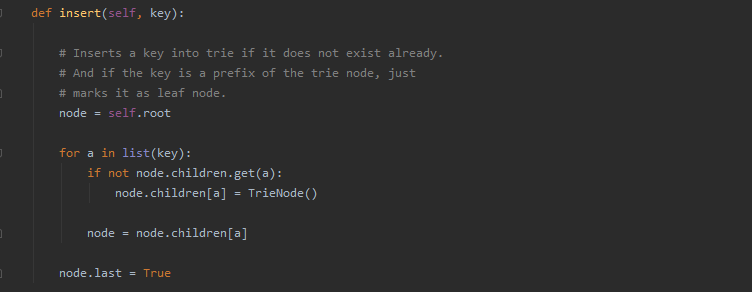 def insert(self, key):
# Inserts a key into trie if it does not exist already.
# And if the key is a prefix of the trie node, just
# marks it as leaf node.
node = self.root
for a in list(key):
if not node.children.get(a):
node.children[a] = TrieNode()
node = node.children[a]
node.last = True